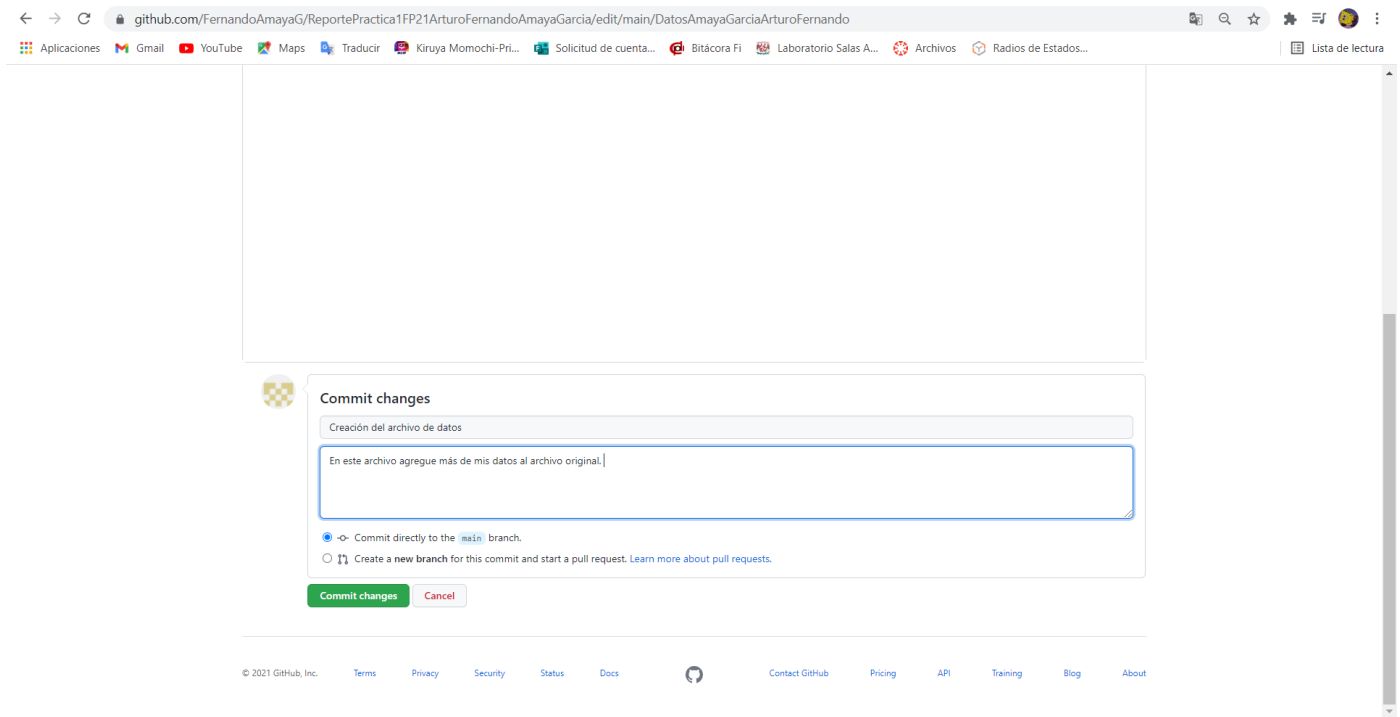 github.com/FernandoAmayaG/ReportePractica1FP21ArturoFernandoAmayaGarcia/edit/main/DatosAmayaGarciaArturoFernando
Aplicaciones Gmail YouTube Maps Traducir Kiruya Momochi-Pri... Solicitud de cuenta... Bitácora Fi Laboratorio Salas A... Archivos Radios de Estados... Lista de lectura
Commit changes
Creación del archivo de datos
En este archivo agregue más de mis datos al archivo original.
Commit directly to the main branch.
Create a new branch for this commit and start a pull request. Learn more about pull requests.
Commit changes Cancel
© 2021 GitHub, Inc. Terms Privacy Security Status Docs Contact GitHub Pricing API Training Blog About